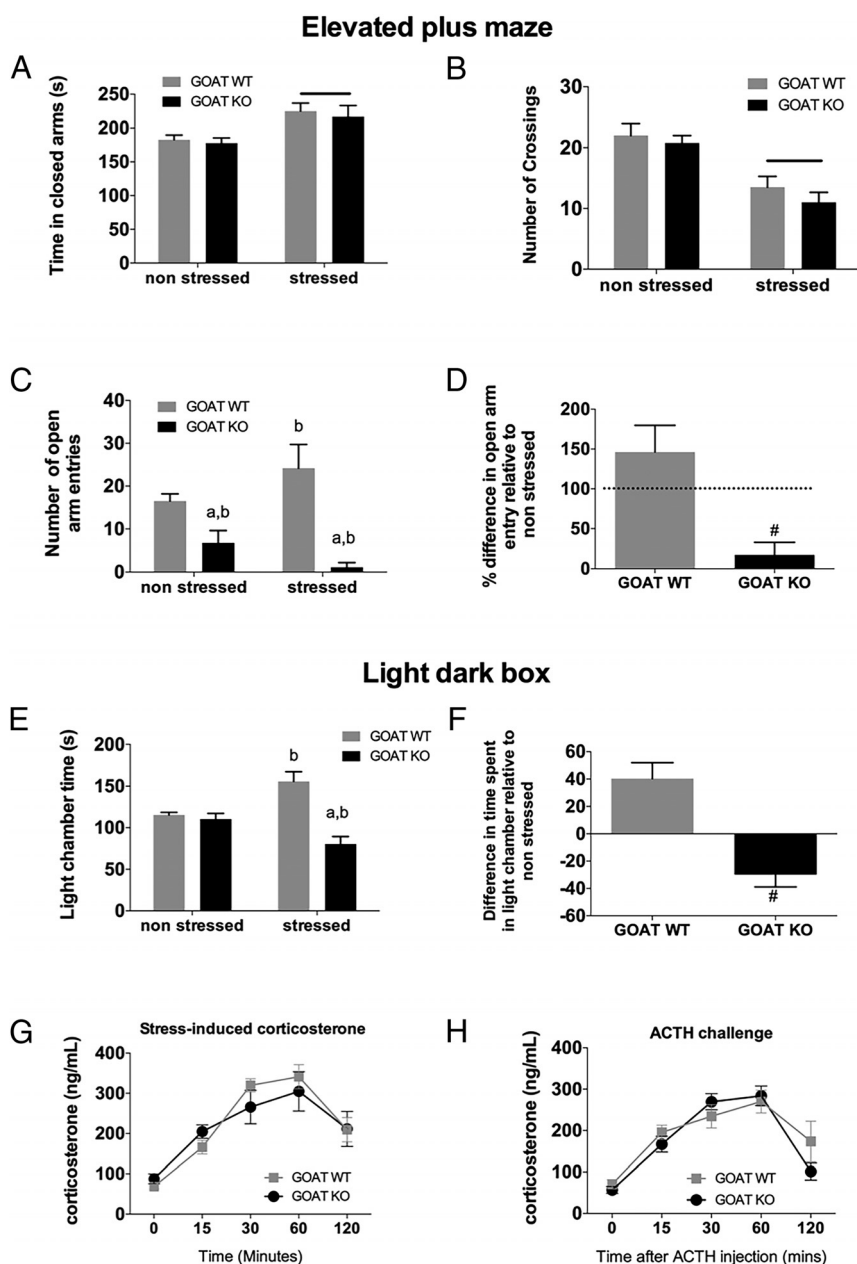 Elevated plus maze
A
Time in closed arms (s)
GOAT WT
GOAT KO
250
200
150
100
50
0
non stressed
stressed
B
Number of Crossings
GOAT WT
GOAT KO
30
20
10
0
non stressed
stressed
C
Number of open
arm entries
GOAT WT
GOAT KO
40
30
20
10
0
a,b
b
a,b
non stressed
stressed
D
% difference in open arm
entry relative to
non stressed
200
150
100
50
0
#
GOAT WT
GOAT KO
Light dark box
E
Light chamber time (s)
GOAT WT
GOAT KO
200
150
100
50
0
b
a,b
non stressed
stressed
F
Difference in time spent
in light chamber relative to
non stressed
60
40
20
0
-20
-40
-60
#
GOAT WT
GOAT KO
G
Stress-induced corticosterone
corticosterone (ng/mL)
400
300
200
100
0
GOAT WT
GOAT KO
0
15
30
60
120
Time (Minutes)
H
ACTH challenge
corticosterone (ng/mL)
400
300
200
100
0
GOAT WT
GOAT KO
0
15
30
60
120
Time after ACTH injection (mins)